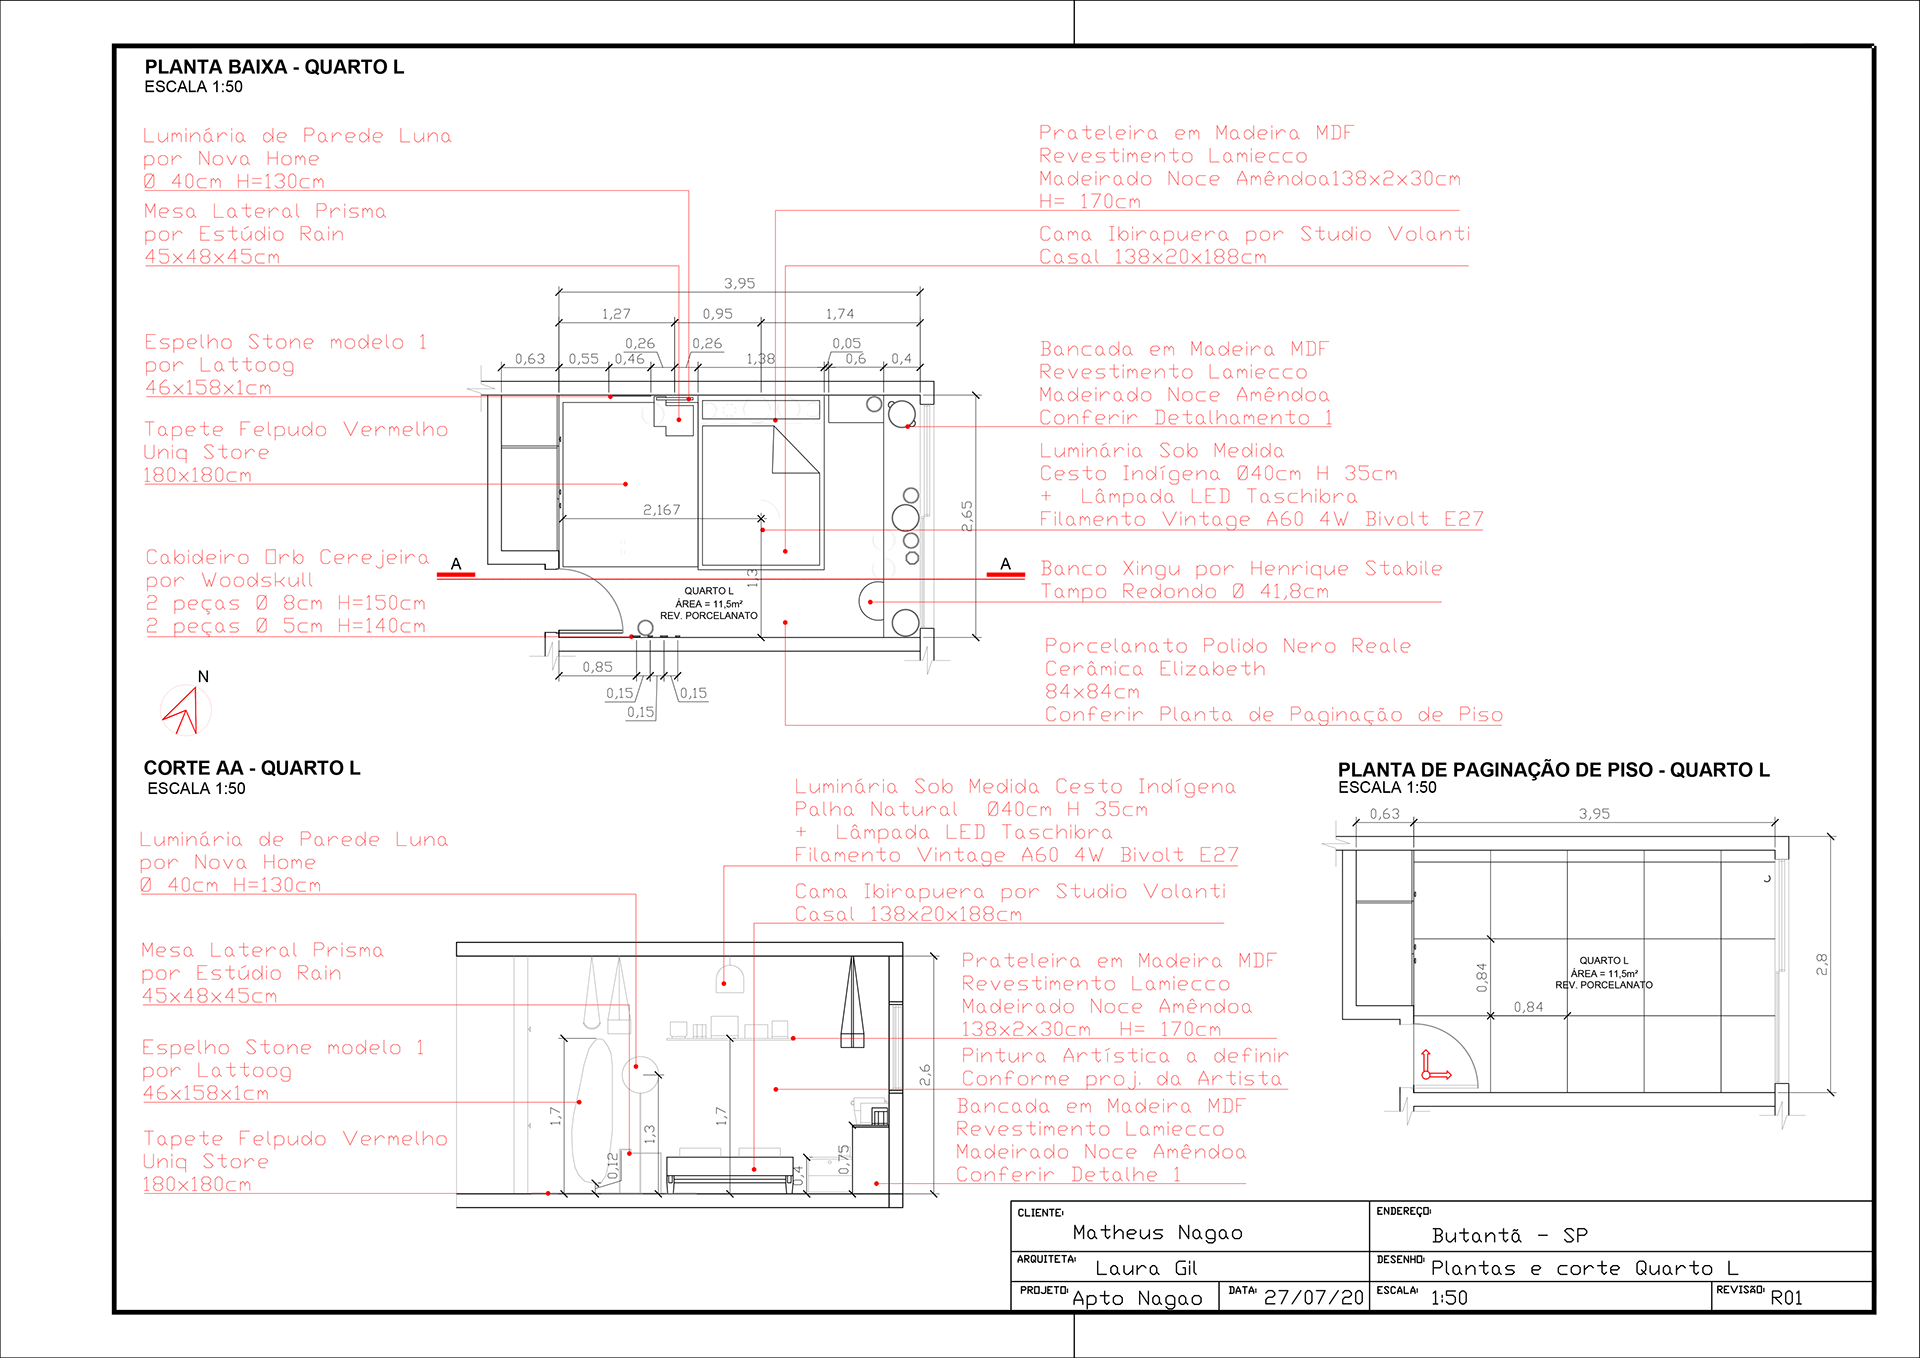 PLANTA BAIXA - QUARTO L
ESCALA 1:50
Luminária de Parede Luna
por Nova Home
Ø 40cm H=130cm
Mesa Lateral Prisma
por Estúdio Rain
45x48x45cm
Espelho Stone modelo 1
por Lattoog
46x158x1cm
Tapete Felpudo Vermelho
Uniq Store
180x180cm
Cabideiro Orb Cerejeira
por Woodskull
2 peças Ø 8cm H=150cm
2 peças Ø 5cm H=140cm
Prateleira em Madeira MDF
Revestimento Lamiecco
Madeirado Noce Amêndoa138x2x30cm
H= 170cm
Cama Ibirapuera por Studio Volanti
Casal 138x20x188cm
Bancada em Madeira MDF
Revestimento Lamiecco
Madeirado Noce Amêndoa
Conferir Detalhamento 1
Luminária Sob Medida
Cesto Indígena Ø40cm H 35cm
+ Lâmpada LED Taschibra
Filamento Vintage A60 4W Bivolt E27
Banco Xingu por Henrique Stabile
Tampo Redondo Ø 41,8cm
Porcelanato Polido Nero Reale
Cerâmica Elizabeth
84x84cm
Conferir Planta de Paginação de Piso
3,95
1,27 0,95 1,74
0,26 0,26 0,05
0,63 0,55 0,46 1,38 0,6 0,4
2,167
2,65
A A
1,3
QUARTO L
ÁREA = 11,5m²
REV. PORCELANATO
0,85
0,15 0,15
0,15
N
CORTE AA - QUARTO L
ESCALA 1:50
Luminária de Parede Luna
por Nova Home
Ø 40cm H=130cm
Mesa Lateral Prisma
por Estúdio Rain
45x48x45cm
Espelho Stone modelo 1
por Lattoog
46x158x1cm
Tapete Felpudo Vermelho
Uniq Store
180x180cm
Luminária Sob Medida Cesto Indígena
Palha Natural Ø40cm H 35cm
+ Lâmpada LED Taschibra
Filamento Vintage A60 4W Bivolt E27
Cama Ibirapuera por Studio Volanti
Casal 138x20x188cm
Prateleira em Madeira MDF
Revestimento Lamiecco
Madeirado Noce Amêndoa
138x2x30cm H= 170cm
Pintura Artística a definir
Conforme proj. da Artista
Bancada em Madeira MDF
Revestimento Lamiecco
Madeirado Noce Amêndoa
Conferir Detalhe 1
1,7
0,12
1,3
1,7
0,4
0,75
2,6
PLANTA DE PAGINAÇÃO DE PISO - QUARTO L
ESCALA 1:50
0,63 3,95
2,8
QUARTO L
ÁREA = 11,5m²
REV. PORCELANATO
0,84
0,84
CLIENTE: Matheus Nagao
ENDEREÇO: Butantã - SP
ARQUITETA: Laura Gil
DESENHO: Plantas e corte Quarto L
PROJETO: Apto Nagao
DATA: 27/07/20
ESCALA: 1:50
REVISÃO: R01